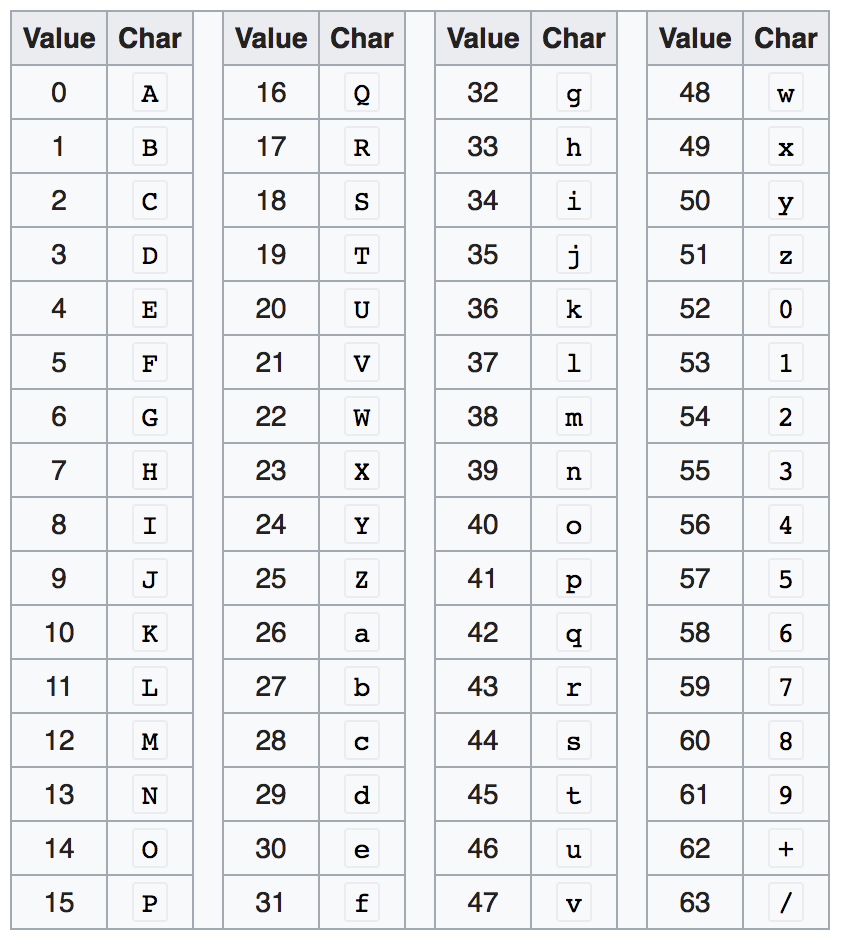 Value Char Value Char Value Char Value Char
0 A 16 Q 32 g 48 w
1 B 17 R 33 h 49 x
2 C 18 S 34 i 50 y
3 D 19 T 35 j 51 z
4 E 20 U 36 k 52 0
5 F 21 V 37 l 53 1
6 G 22 W 38 m 54 2
7 H 23 X 39 n 55 3
8 I 24 Y 40 o 56 4
9 J 25 Z 41 p 57 5
10 K 26 a 42 q 58 6
11 L 27 b 43 r 59 7
12 M 28 c 44 s 60 8
13 N 29 d 45 t 61 9
14 O 30 e 46 u 62 +
15 P 31 f 47 v 63 /